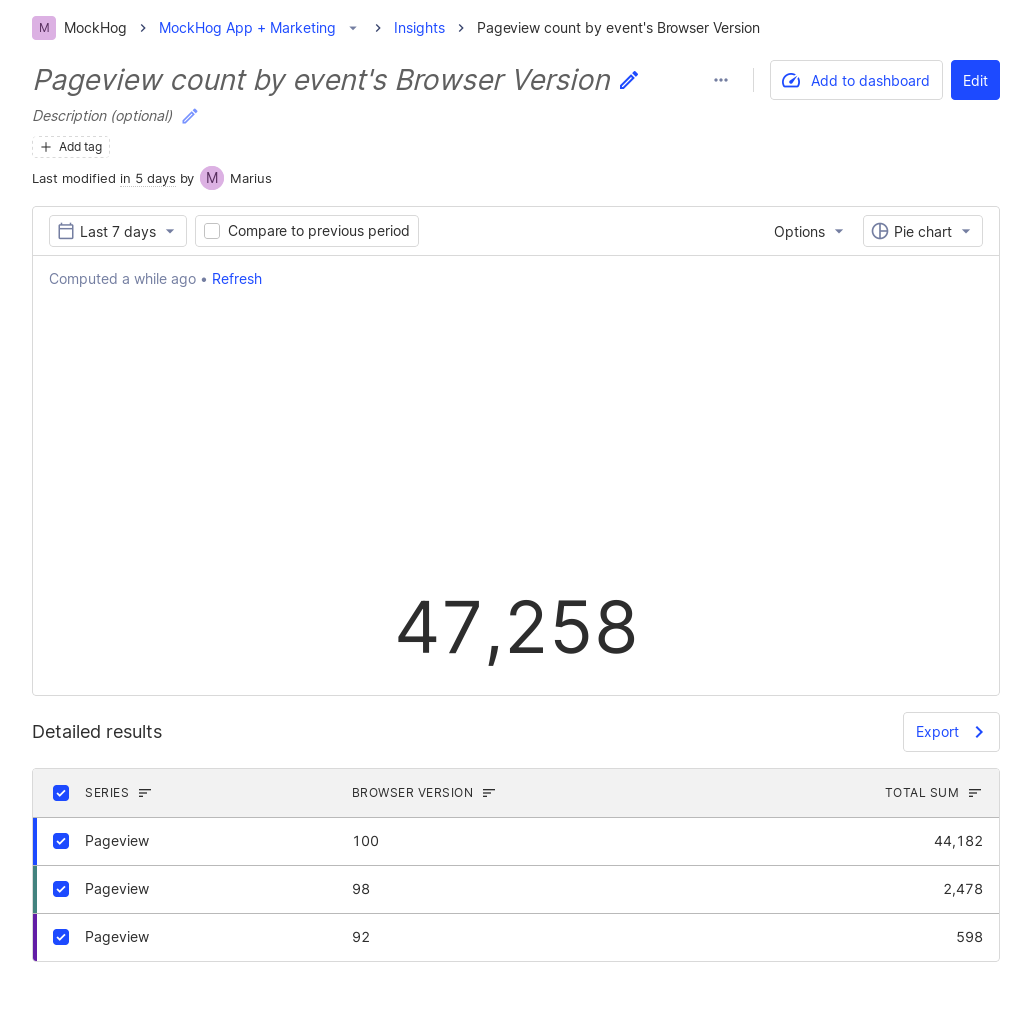 M MockHog MockHog App + Marketing Insights Pageview count by event's Browser Version
Pageview count by event's Browser Version
Add to dashboard
Edit
Description (optional)
Add tag
Last modified in 5 days by M Marius
Last 7 days Compare to previous period Options Pie chart
Computed a while ago • Refresh
47,258
Detailed results
Export
SERIES BROWSER VERSION TOTAL SUM
Pageview 100 44,182
Pageview 98 2,478
Pageview 92 598